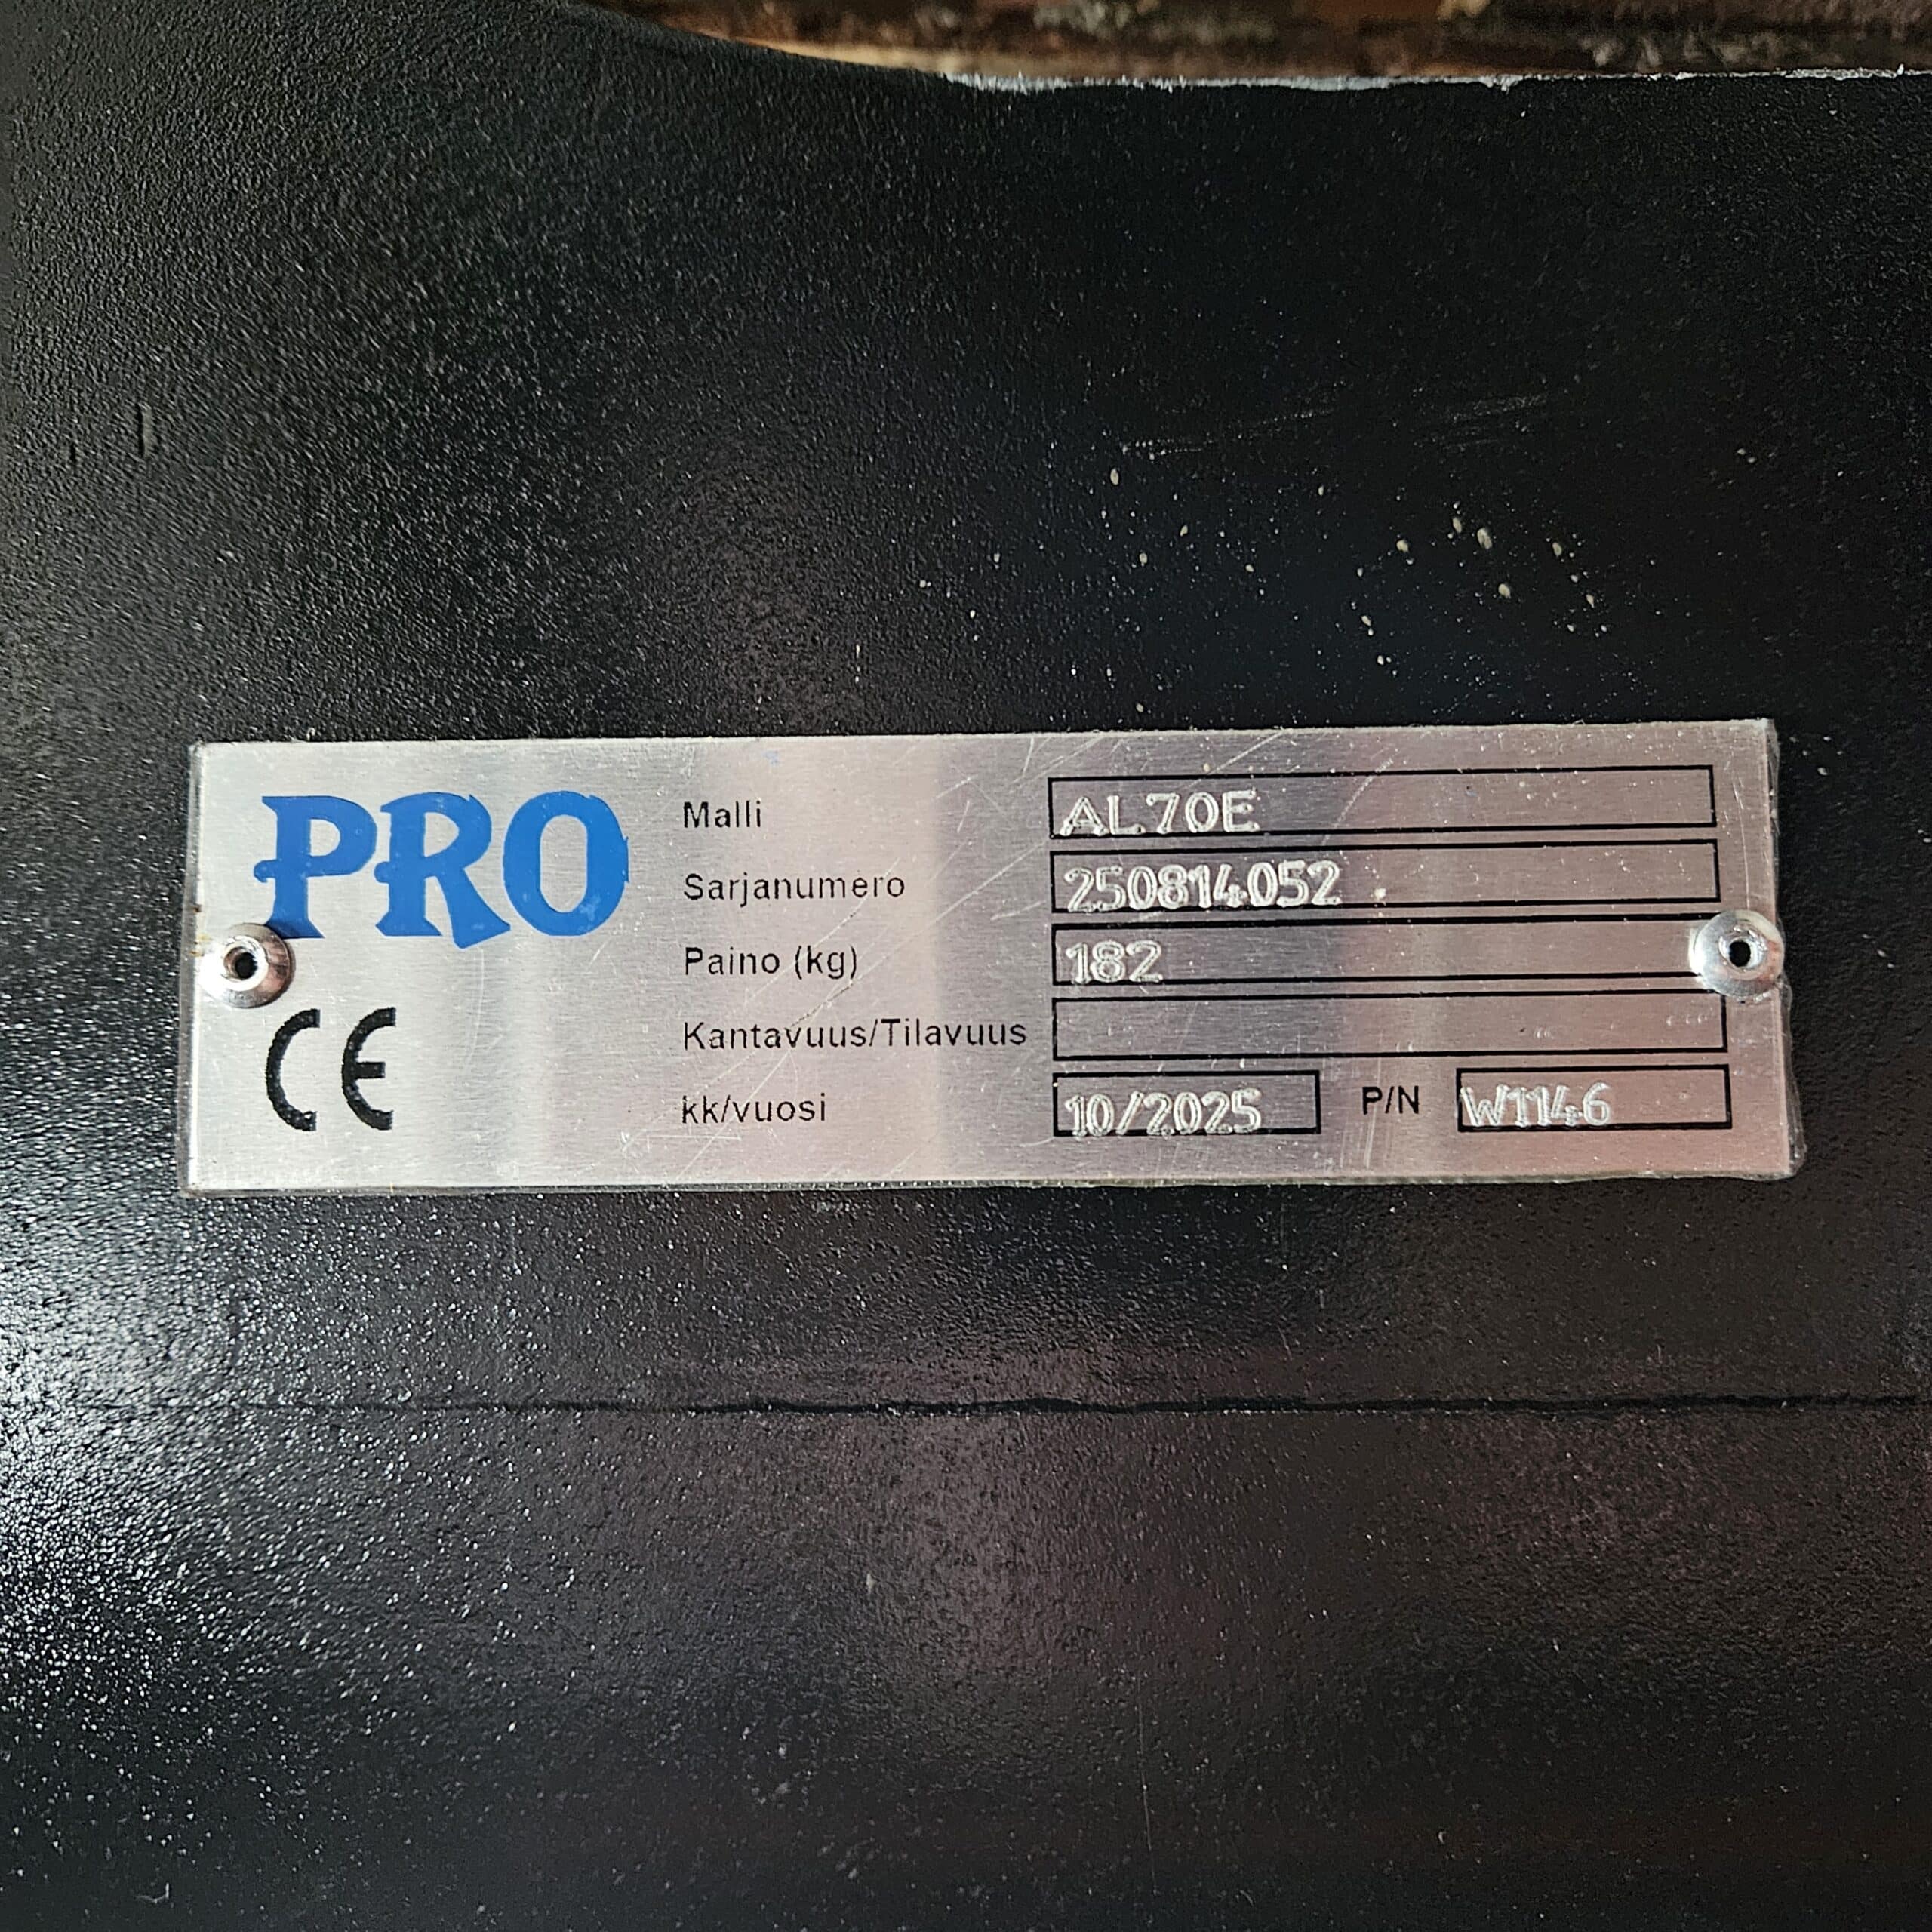 PRO
Malli AL70E
Sarjanumero 250814052
Paino (kg) 182
Kantavuus/Tilavuus
kk/vuosi 10/2025 P/N W1146
CE